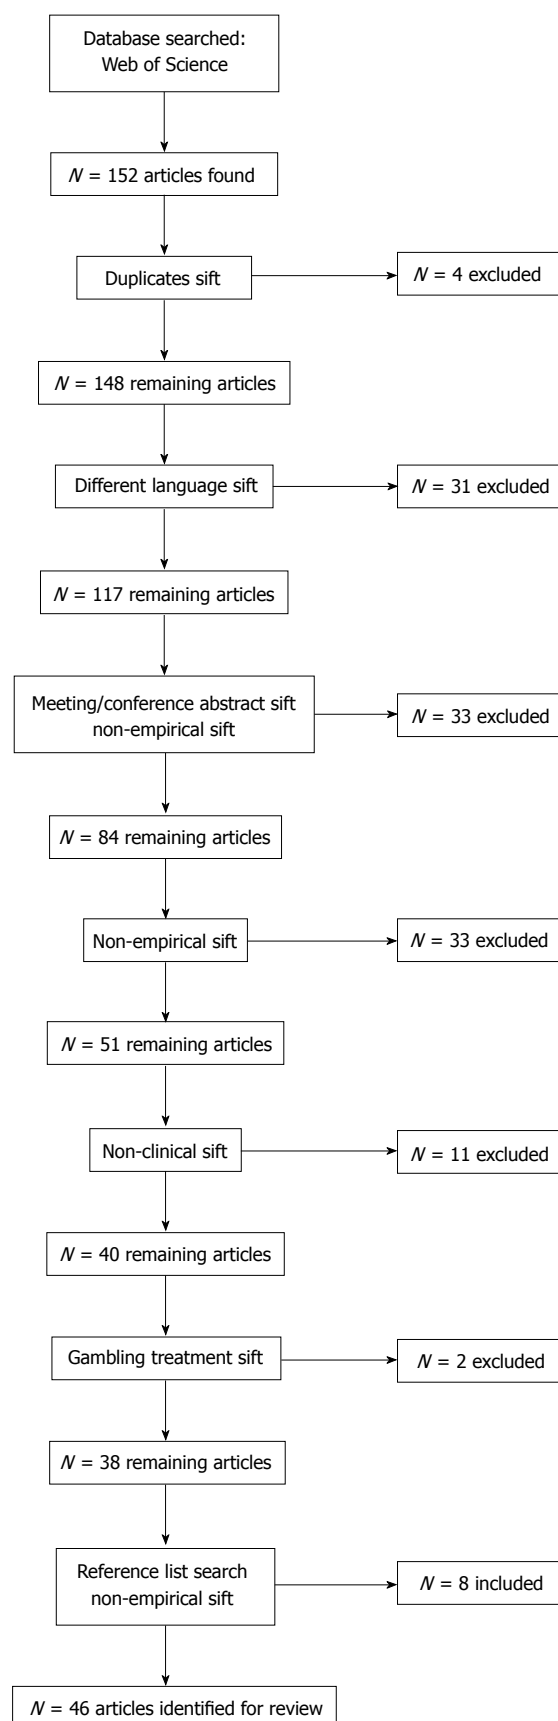 Database searched:
Web of Science
N = 152 articles found
Duplicates sift
N = 4 excluded
N = 148 remaining articles
Different language sift
N = 31 excluded
N = 117 remaining articles
Meeting/conference abstract sift
non-empirical sift
N = 33 excluded
N = 84 remaining articles
Non-empirical sift
N = 33 excluded
N = 51 remaining articles
Non-clinical sift
N = 11 excluded
N = 40 remaining articles
Gambling treatment sift
N = 2 excluded
N = 38 remaining articles
Reference list search
non-empirical sift
N = 8 included
N = 46 articles identified for review